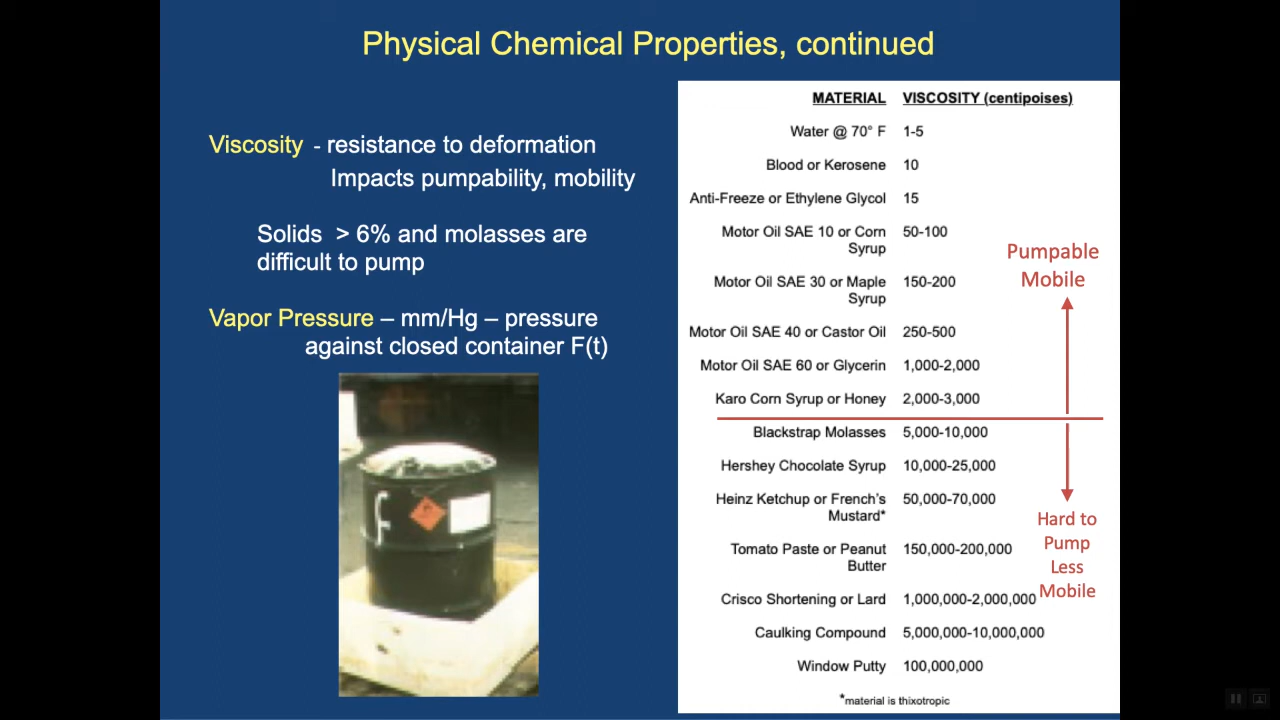 Physical Chemical Properties, continued
Viscosity - resistance to deformation
Impacts pumpability, mobility
Solids > 6% and molasses are
difficult to pump
Vapor Pressure – mm/Hg – pressure
against closed container F(t)
f
MATERIAL VISCOSITY (centipoises)
Water @ 70° F 1-5
Blood or Kerosene 10
Anti-Freeze or Ethylene Glycol 15
Motor Oil SAE 10 or Corn 50-100
Syrup
Motor Oil SAE 30 or Maple 150-200
Syrup
Motor Oil SAE 40 or Castor Oil 250-500
Motor Oil SAE 60 or Glycerin 1,000-2,000
Karo Corn Syrup or Honey 2,000-3,000
Blackstrap Molasses 5,000-10,000
Hershey Chocolate Syrup 10,000-25,000
Heinz Ketchup or French's 50,000-70,000
Mustard*
Tomato Paste or Peanut 150,000-200,000
Butter
Crisco Shortening or Lard 1,000,000-2,000,000
Caulking Compound 5,000,000-10,000,000
Window Putty 100,000,000
*material is thixotropic
Pumpable
Mobile
Hard to
Pump
Less
Mobile